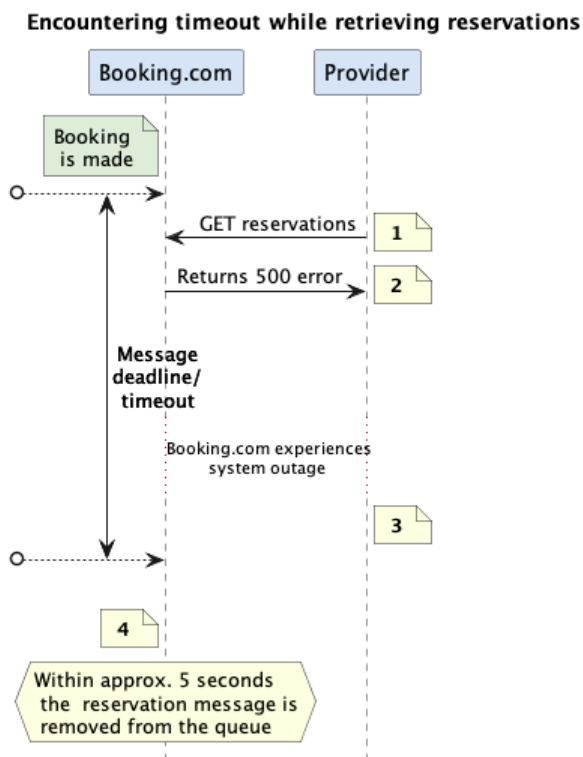 Encountering timeout while retrieving reservations
Booking.com
Provider
Booking
is made
GET reservations
1
Returns 500 error
2
Message
deadline/
timeout
Booking.com experiences
system outage
3
4
Within approx. 5 seconds
the reservation message is
removed from the queue